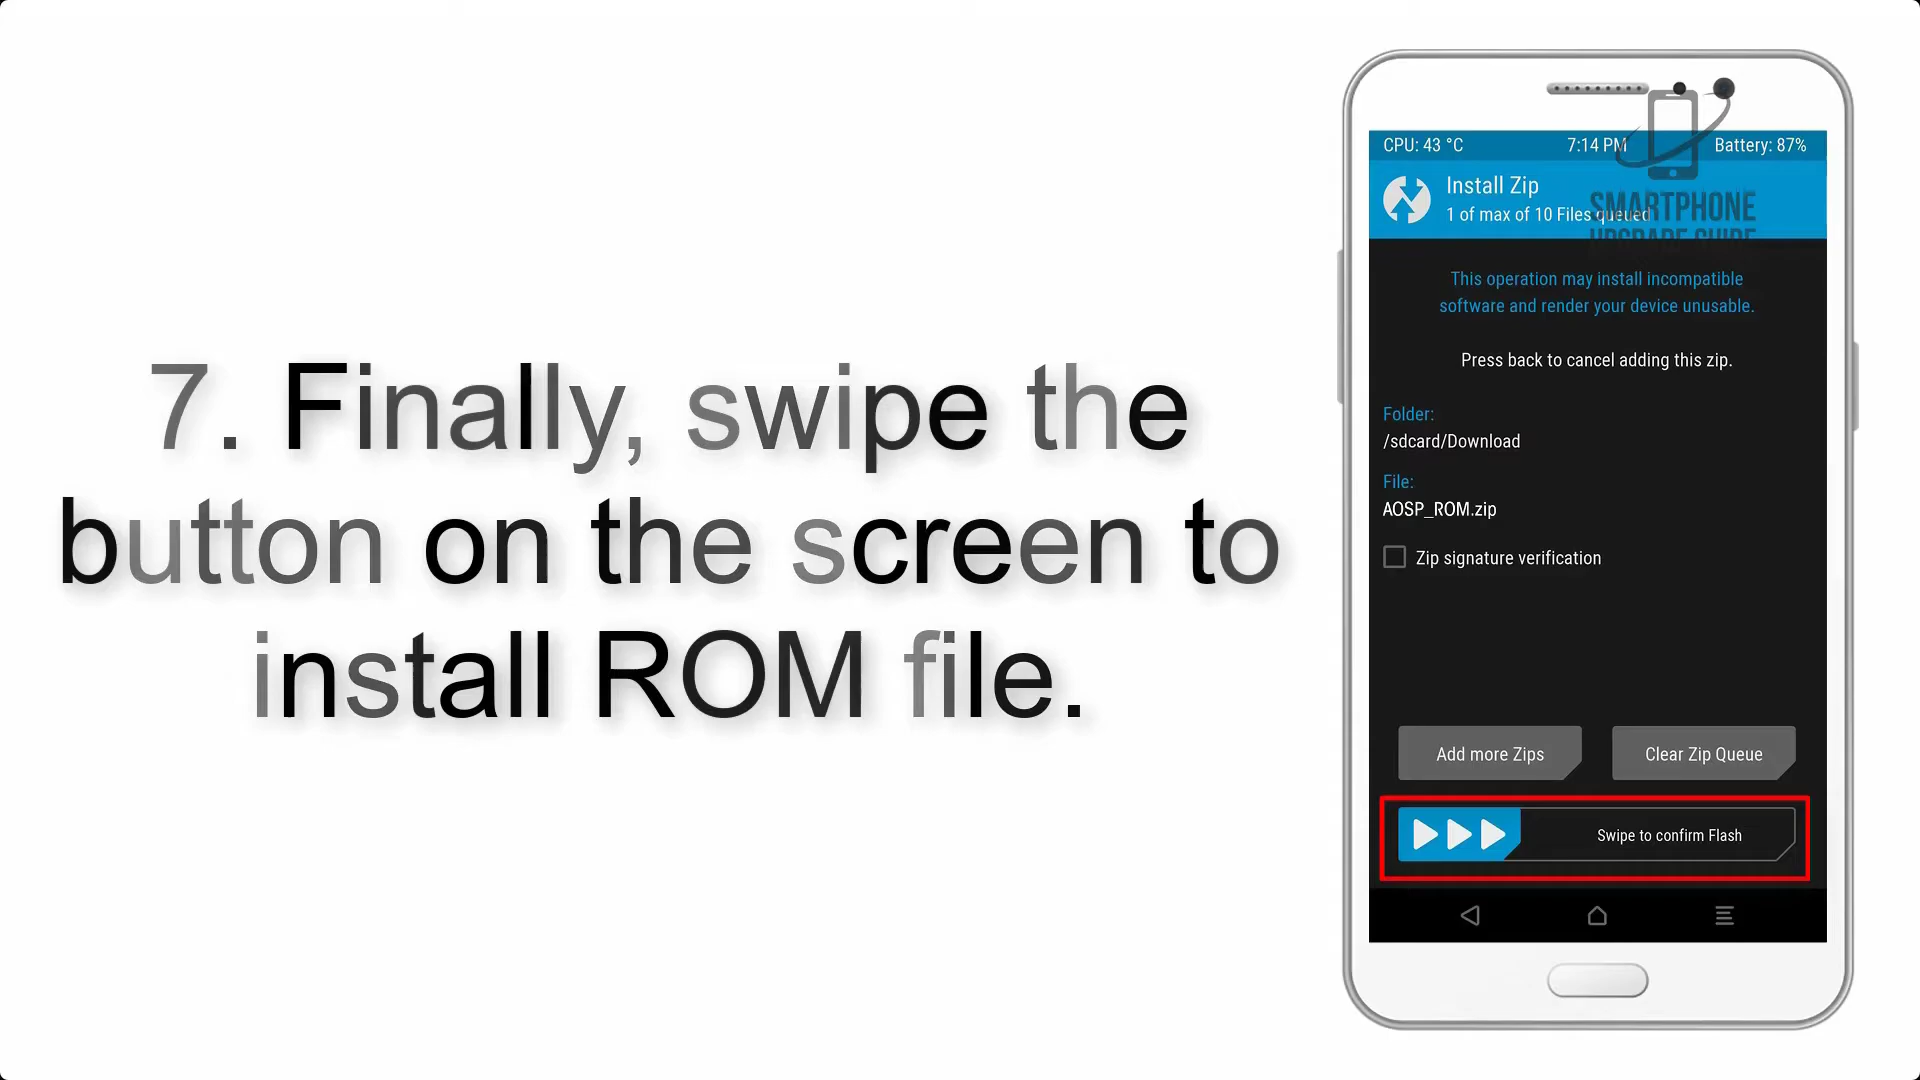 7. Finally, swipe the
button on the screen to
install ROM file.
CPU: 43 °C 7:14 PM Battery: 87%
Install Zip
1 of max of 10 Files queued
SMARTPHONE
UPGRADE GUIDE
This operation may install incompatible
software and render your device unusable.
Press back to cancel adding this zip.
Folder:
/sdcard/Download
File:
AOSP_ROM.zip
Zip signature verification
Add more Zips Clear Zip Queue
Swipe to confirm Flash